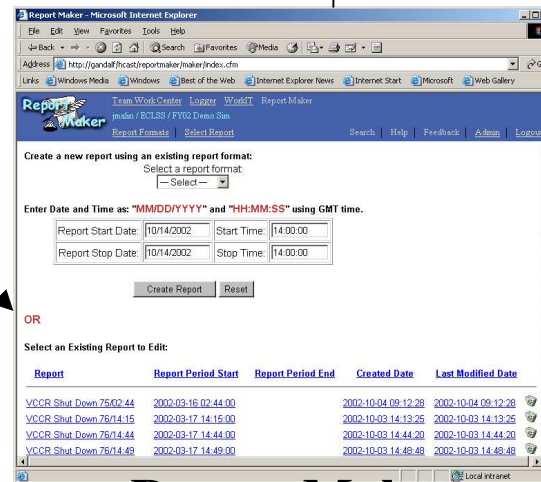 Report Maker - Microsoft Internet Explorer
File Edit View Favorites Tools Help
Back Search Favorites Media
Address http://gandalf/hcast/reportmaker/maker/index.cfm
Links Windows Media Windows Best of the Web Internet Explorer News Internet Start Microsoft Web Gallery
Report Maker
Team Work Center Logger WorkIT Report Maker
jmalin / ECLSS / FY02 Demo Sim
Report Formats Select Report Search Help Feedback Admin Logout
Create a new report using an existing report format:
Select a report format
-- Select --
Enter Date and Time as: "MM/DD/YYYY" and "HH:MM:SS" using GMT time.
Report Start Date: 10/14/2002 Start Time: 14:00:00
Report Stop Date: 10/14/2002 Stop Time: 14:00:00
Create Report Reset
OR
Select an Existing Report to Edit:
Report Report Period Start Report Period End Created Date Last Modified Date
VCCR Shut Down 75/02:44 2002-03-16 02:44:00 2002-10-04 09:12:28 2002-10-04 09:12:28
VCCR Shut Down 76/14:15 2002-03-17 14:15:00 2002-10-03 14:13:25 2002-10-03 14:13:25
VCCR Shut Down 76/14:44 2002-03-17 14:44:00 2002-10-03 14:44:20 2002-10-03 14:44:20
VCCR Shut Down 76/14:49 2002-03-17 14:49:00 2002-10-03 14:48:48 2002-10-03 14:48:48
Local intranet